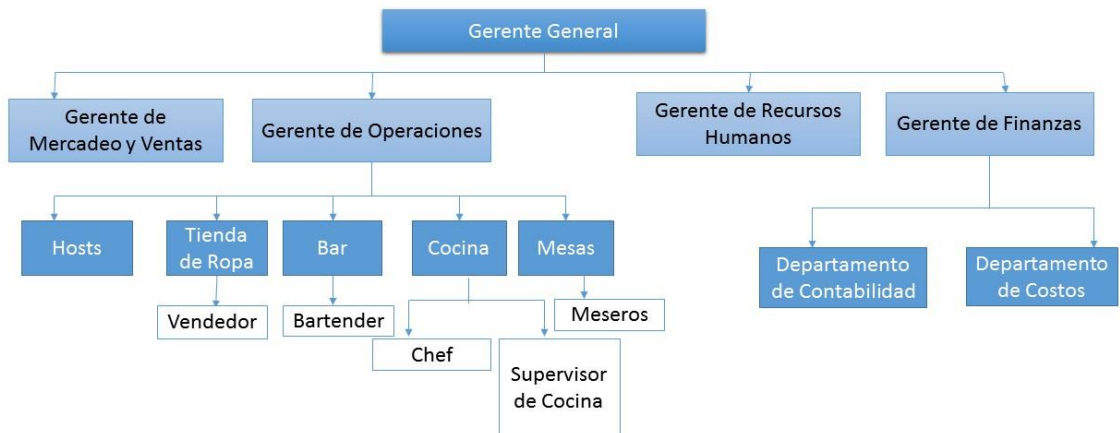 Gerente General
Gerente de
Mercadeo y Ventas
Gerente de Operaciones
Gerente de Recursos
Humanos
Gerente de Finanzas
Hosts
Tienda
de Ropa
Bar
Cocina
Mesas
Departamento
de Contabilidad
Departamento
de Costos
Vendedor
Bartender
Meseros
Chef
Supervisor
de Cocina